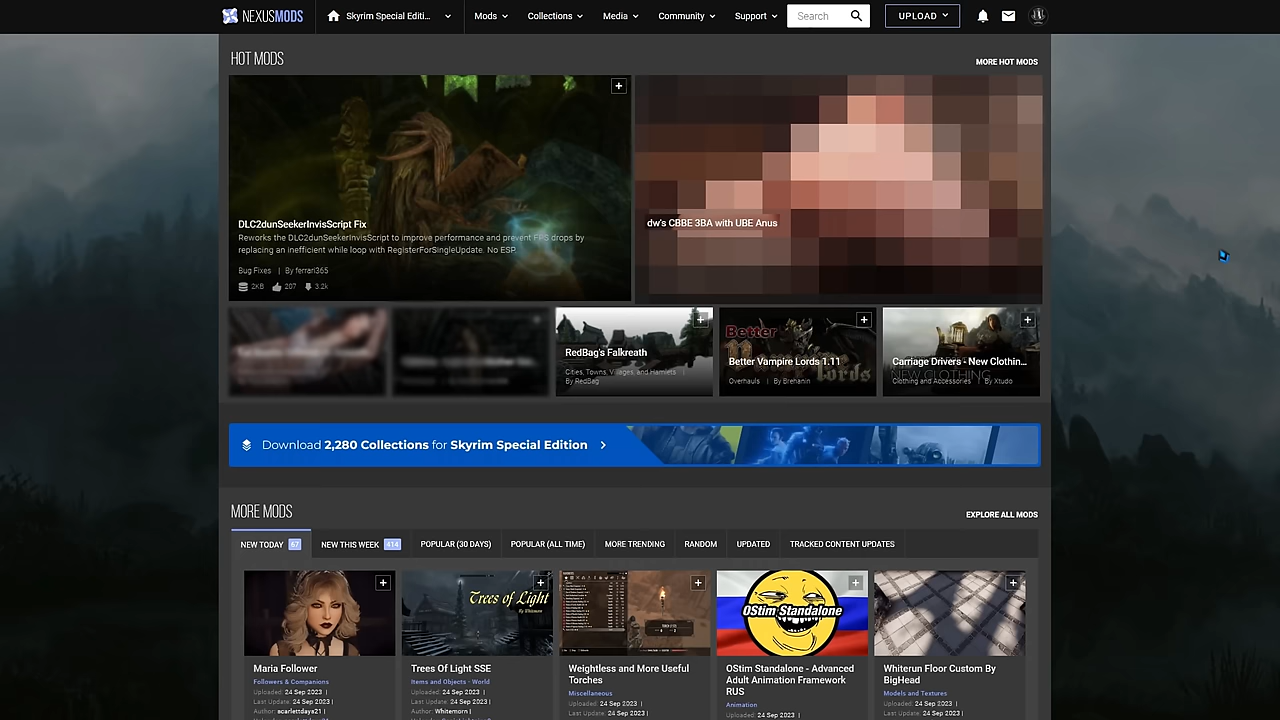 NEXUSMODS
Skyrim Special Editi...
Mods
Collections
Media
Community
Support
Search
UPLOAD
HOT MODS
MORE HOT MODS
DLC2dunSeekerInvisScript Fix
Reworks the DLC2dunSeekerInvisScript to improve performance and prevent FPS drops by
replacing an inefficient while loop with RegisterForSingleUpdate. No ESP.
Bug Fixes | By ferrari365
2KB 207 3.2k
dw's CBBE 3BA with UBE Anus
RedBag's Falkreath
Cities, Towns, Villages, and Hamlets |
By RedBag
Better
Better Vampire Lords 1.11
lords
Overhauls | By Brehanin
Carriage Drivers - New Clothin...
NEW CLOTHING
Clothing and Accessories | By Xtudo
Download 2,280 Collections for Skyrim Special Edition
MORE MODS
EXPLORE ALL MODS
NEW TODAY 67
NEW THIS WEEK 414
POPULAR (30 DAYS)
POPULAR (ALL TIME)
MORE TRENDING
RANDOM
UPDATED
TRACKED CONTENT UPDATES
Trees of Light
By Whitemorn
OStim Standalone
Maria Follower
Followers & Companions
Uploaded: 24 Sep 2023 |
Last Update: 24 Sep 2023 |
Author: scarletdays21 |
Trees Of Light SSE
Items and Objects - World
Uploaded: 24 Sep 2023 |
Last Update: 24 Sep 2023 |
Author: Whitemorn |
Weightless and More Useful
Torches
Miscellaneous
Uploaded: 24 Sep 2023 |
Last Update: 24 Sep 2023 |
OStim Standalone - Advanced
Adult Animation Framework
RUS
Animation
Uploaded: 24 Sep 2023 |
Whiterun Floor Custom By
BigHead
Models and Textures
Uploaded: 24 Sep 2023 |
Last Update: 24 Sep 2023 |